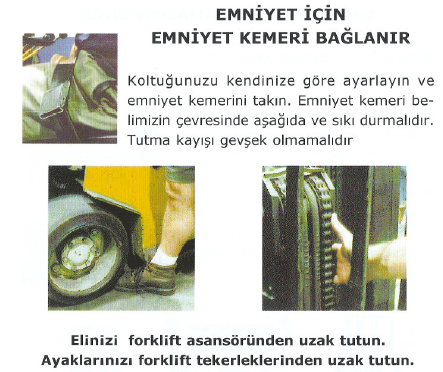 EMNİYET İÇİN
EMNİYET KEMERİ BAĞLANIR
Koltuğunuzu kendinize göre ayarlayın ve
emniyet kemerini takın. Emniyet kemeri be-
limizin çevresinde aşağıda ve sıkı durmalıdır.
Tutma kayışı gevşek olmamalıdır
Elinizi forklift asansöründen uzak tutun.
Ayaklarınızı forklift tekerleklerinden uzak tutun.